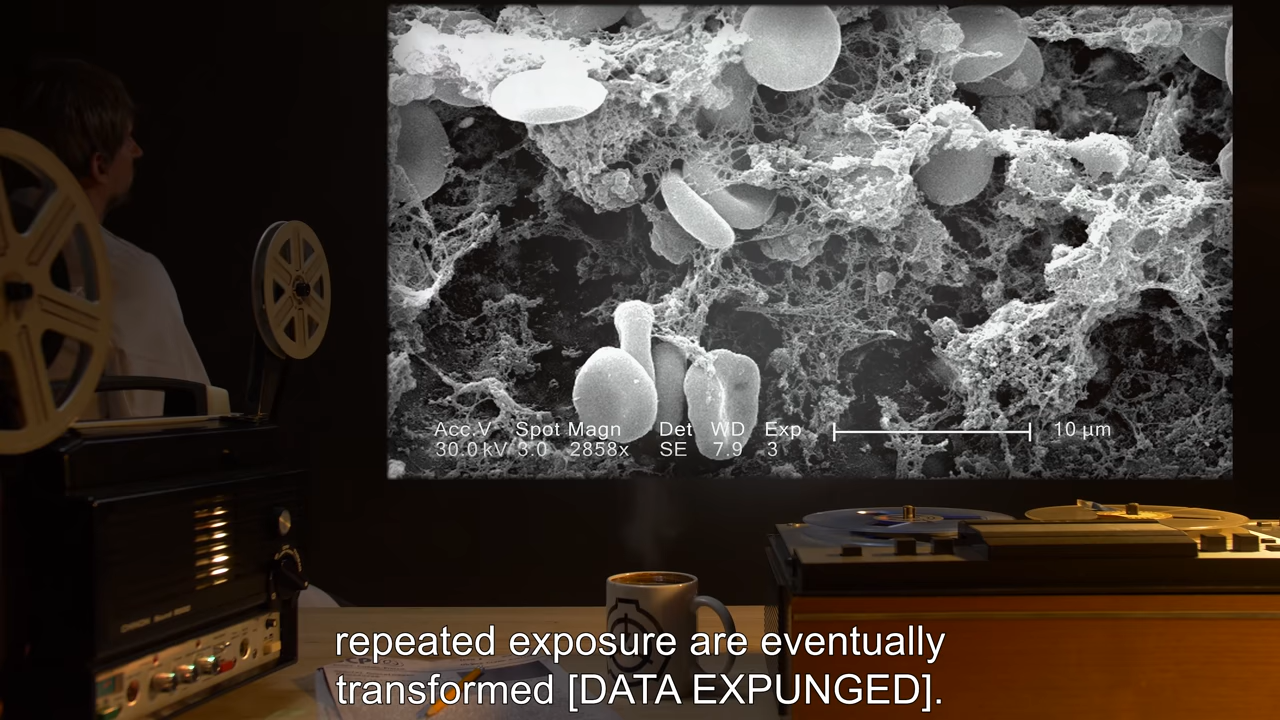 Acc.V Spot Magn Det WD Exp
30.0 kV 3.0 2858x SE 7.9 3
10 µm
repeated exposure are eventually
transformed [DATA EXPUNGED].